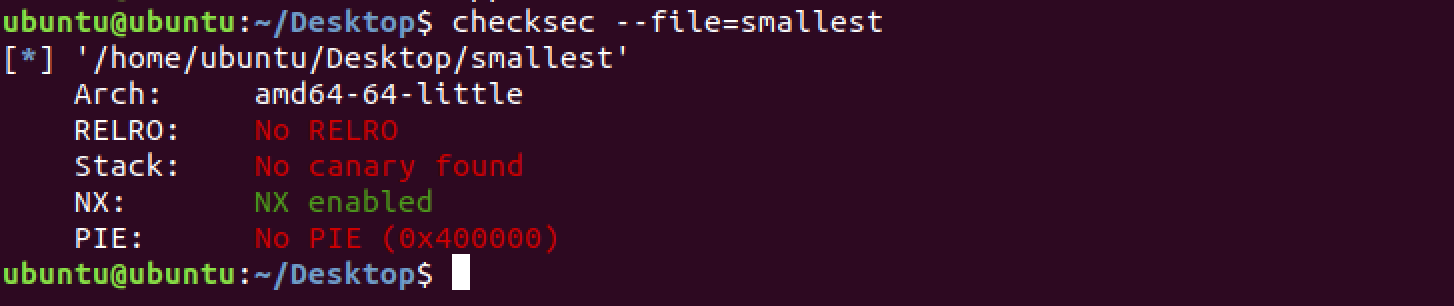 ubuntu@ubuntu:~/Desktop$ checksec --file=smallest
[*] '/home/ubuntu/Desktop/smallest'
    Arch:     amd64-64-little
    RELRO:    No RELRO
    Stack:    No canary found
    NX:       NX enabled
    PIE:      No PIE (0x400000)
ubuntu@ubuntu:~/Desktop$